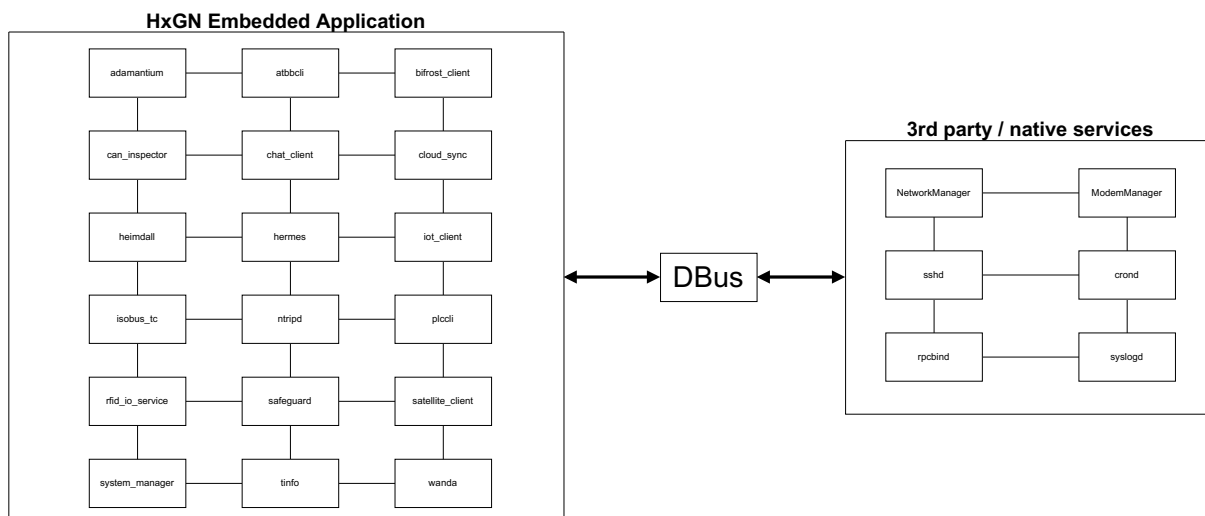 HxGN Embedded Application
adamantium
atbbcli
bifrost_client
can_inspector
chat_client
cloud_sync
heimdall
hermes
iot_client
isobus_tc
ntripd
plccli
rfid_io_service
safeguard
satellite_client
system_manager
tinfo
wanda
DBus
3rd party / native services
NetworkManager
ModemManager
sshd
crond
rpcbind
syslogd